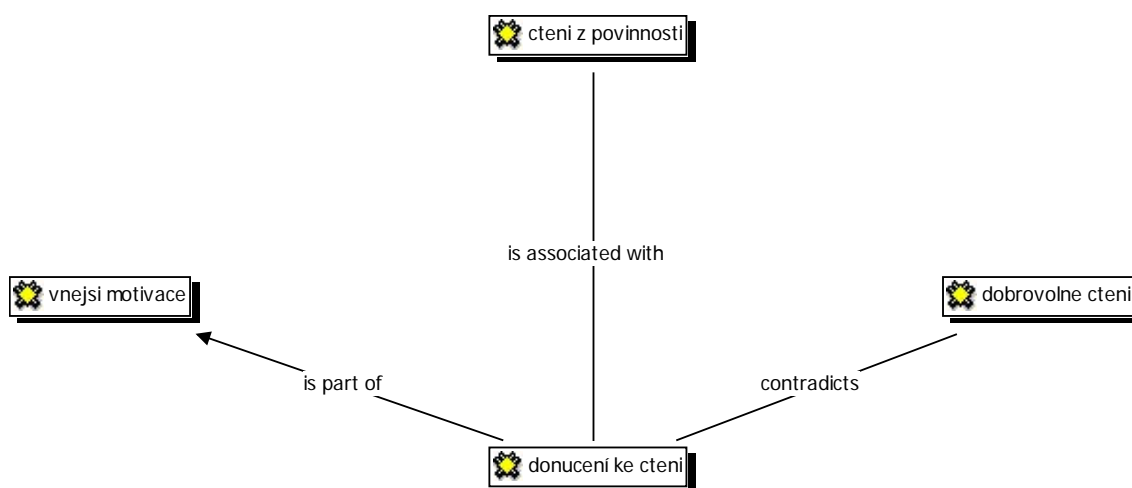 cteni z povinnosti
is associated with
vnejsi motivace
dobrovolne cteni
is part of
contradicts
donucení ke cteni